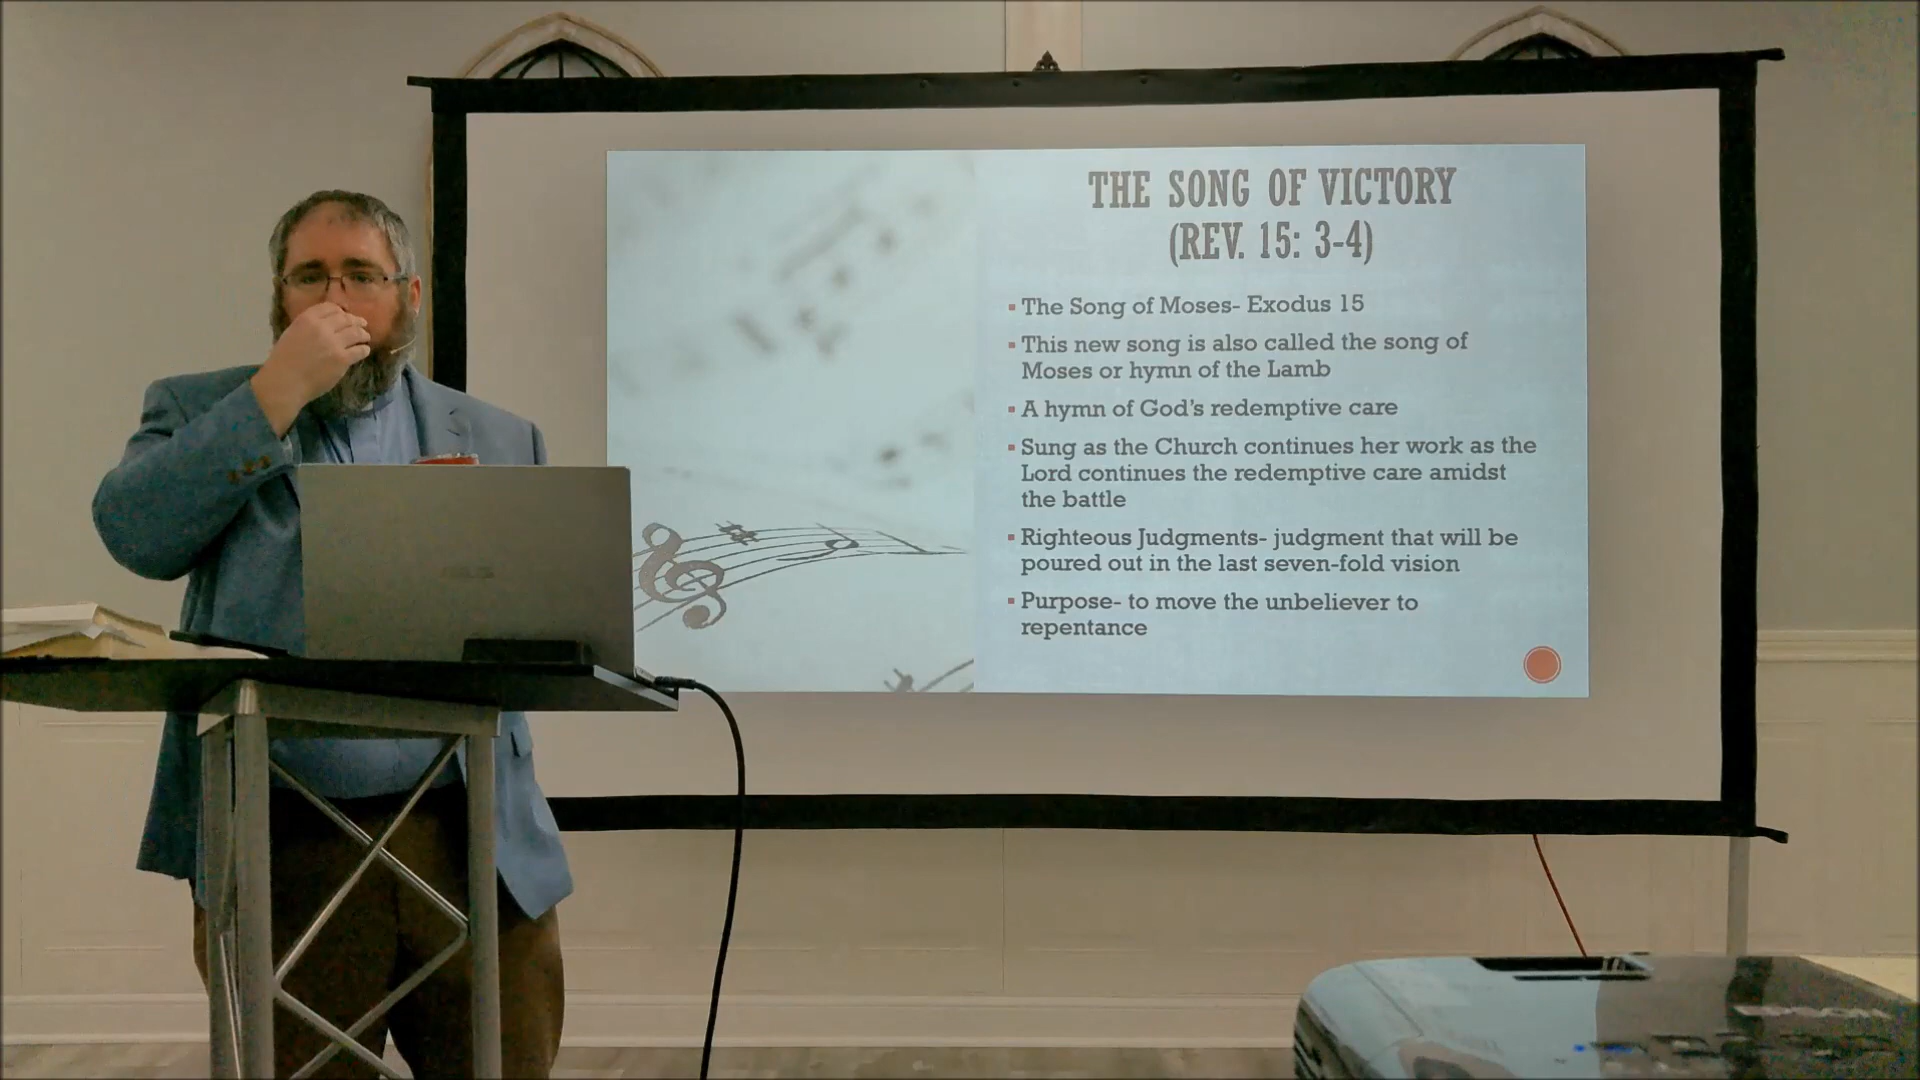 THE SONG OF VICTORY
(REV. 15: 3-4)
▪ The Song of Moses- Exodus 15
▪ This new song is also called the song of
Moses or hymn of the Lamb
▪ A hymn of God's redemptive care
▪ Sung as the Church continues her work as the
Lord continues the redemptive care amidst
the battle
▪ Righteous Judgments- judgment that will be
poured out in the last seven-fold vision
▪ Purpose- to move the unbeliever to
repentance